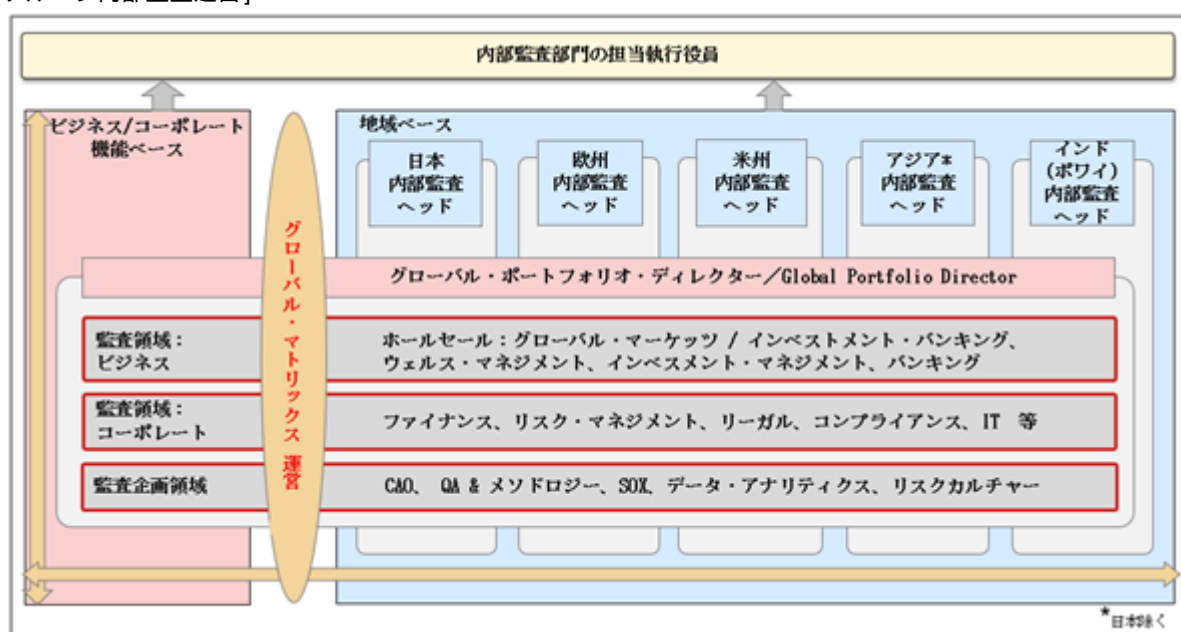 内部監査部門の担当執行役員
ビジネス/コーポレート
機能ベース
地域ベース
日本
内部監査
ヘッド
欧州
内部監査
ヘッド
米州
内部監査
ヘッド
アジア*
内部監査
ヘッド
インド
(ポワイ)
内部監査
ヘッド
グローバル・マトリックス 運営
グローバル・ポートフォリオ・ディレクター/Global Portfolio Director
監査領域：
ビジネス
ホールセール：グローバル・マーケッツ / インベストメント・バンキング、
ウェルス・マネジメント、インベスメント・マネジメント、バンキング
監査領域：
コーポレート
ファイナンス、リスク・マネジメント、リーガル、コンプライアンス、IT 等
監査企画領域
CAO、 QA & メソドロジー、SOX、データ・アナリティクス、リスクカルチャー
*日本除く